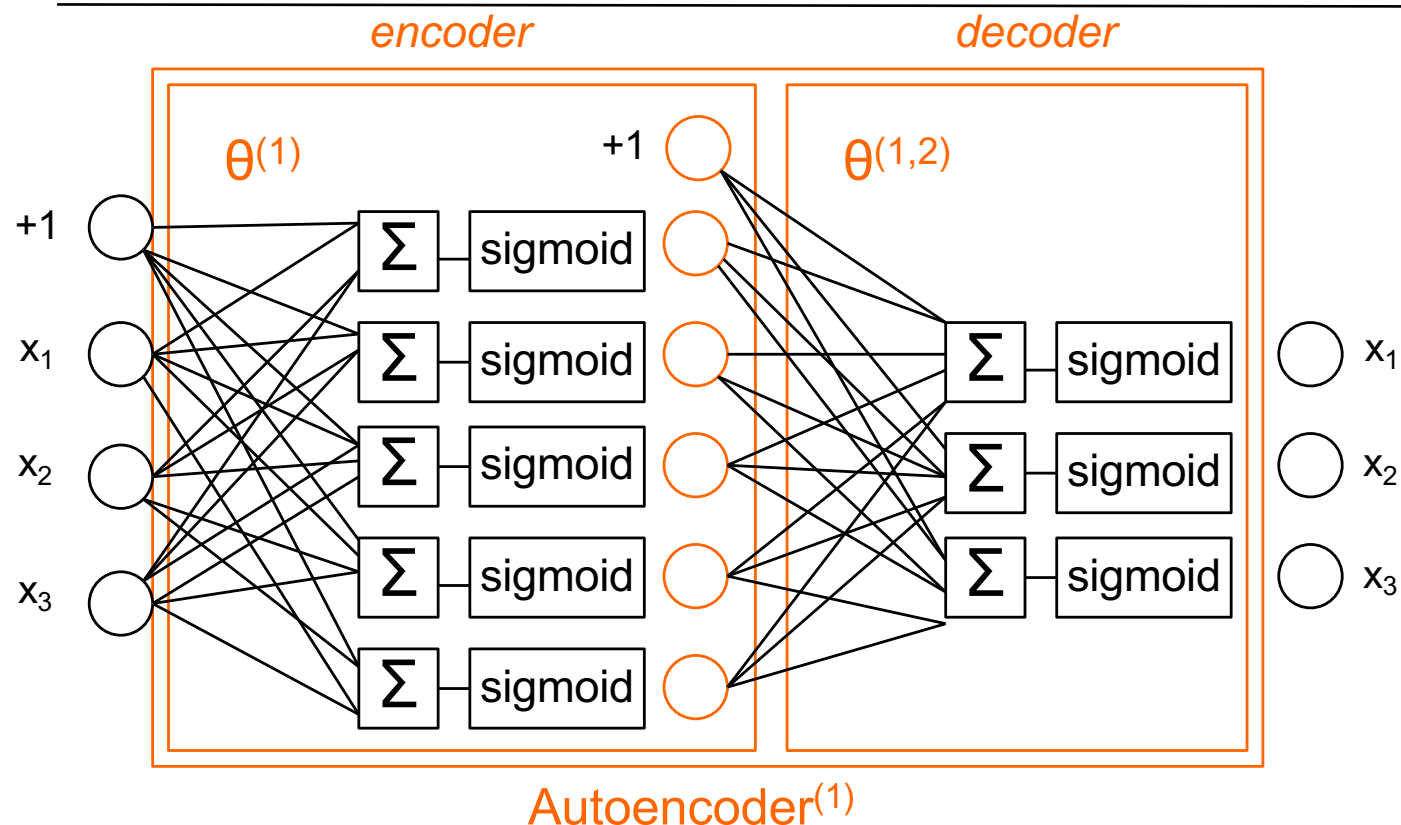 encoder decoder
θ(1) +1 θ(1,2)
+1 Σ sigmoid
x1 Σ sigmoid Σ sigmoid x1
x2 Σ sigmoid Σ sigmoid x2
x3 Σ sigmoid Σ sigmoid x3
Σ sigmoid
Autoencoder(1)